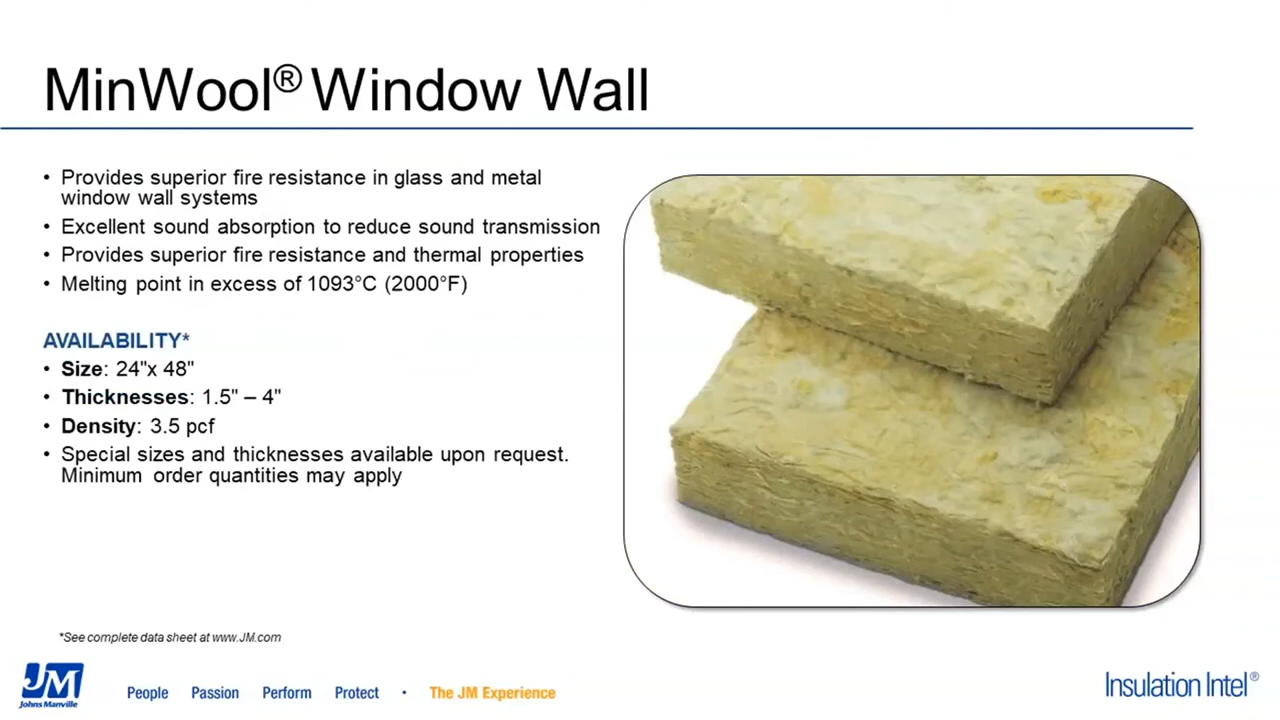 MinWool® Window Wall
• Provides superior fire resistance in glass and metal
window wall systems
• Excellent sound absorption to reduce sound transmission
• Provides superior fire resistance and thermal properties
• Melting point in excess of 1093°C (2000°F)
AVAILABILITY*
• Size: 24"x 48"
• Thicknesses: 1.5" – 4"
• Density: 3.5 pcf
• Special sizes and thicknesses available upon request.
Minimum order quantities may apply
*See complete data sheet at www.JM.com
JM
Johns Manville
People Passion Perform Protect • The JM Experience
Insulation Intel®